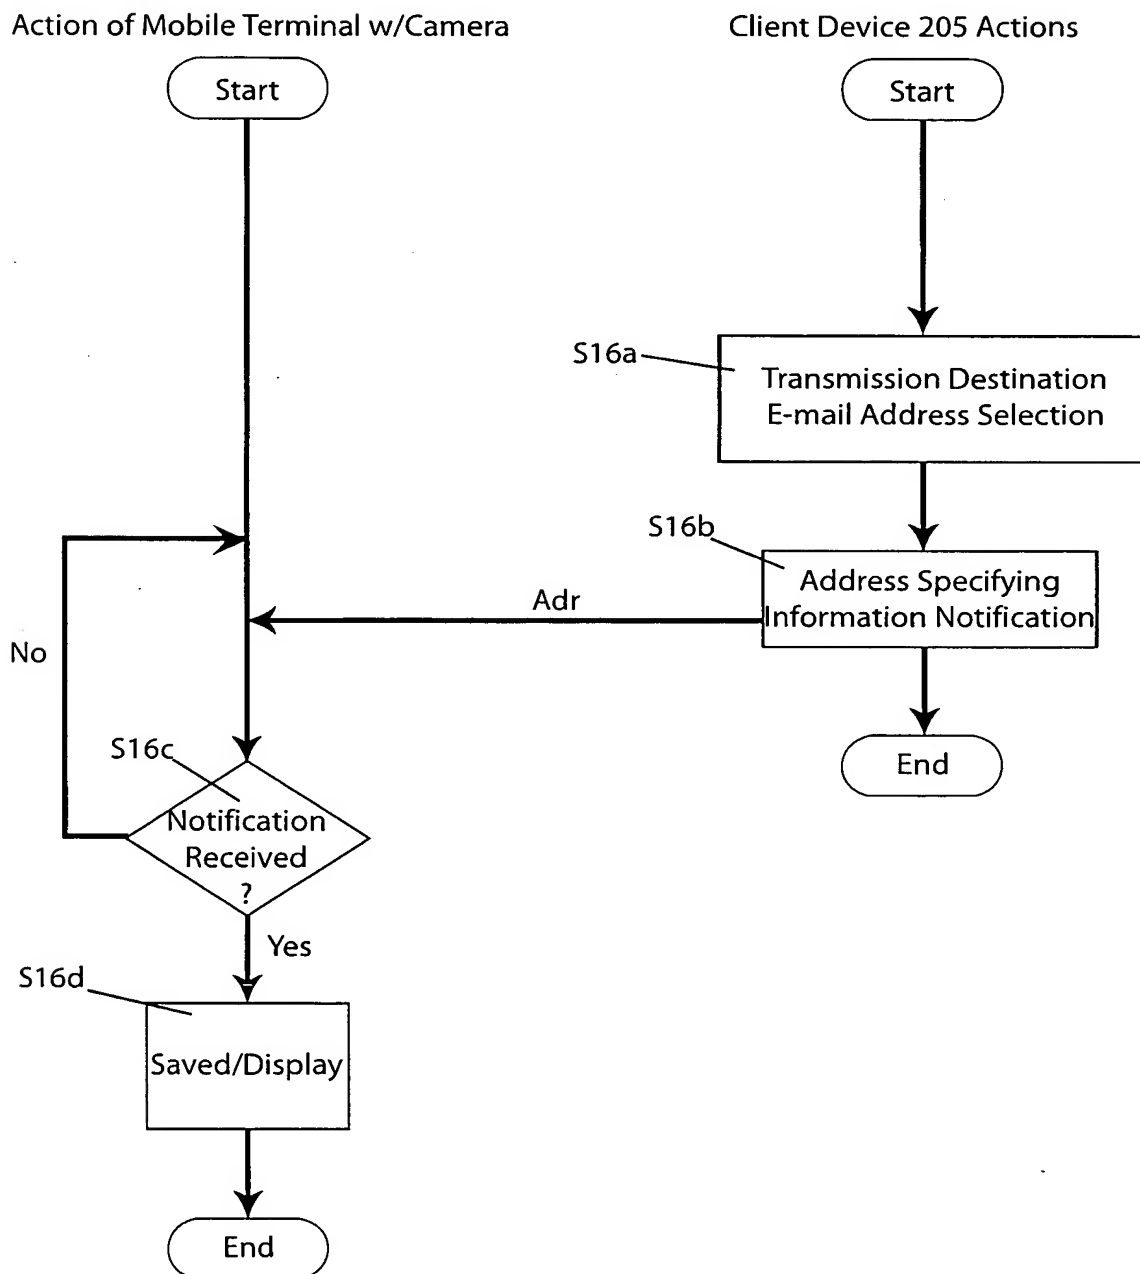 Action of Mobile Terminal w/Camera
Client Device 205 Actions
Start
Start
S16a
Transmission Destination
E-mail Address Selection
S16b
Address Specifying
Information Notification
Adr
No
End
S16c
Notification
Received
?
Yes
S16d
Saved/Display
End